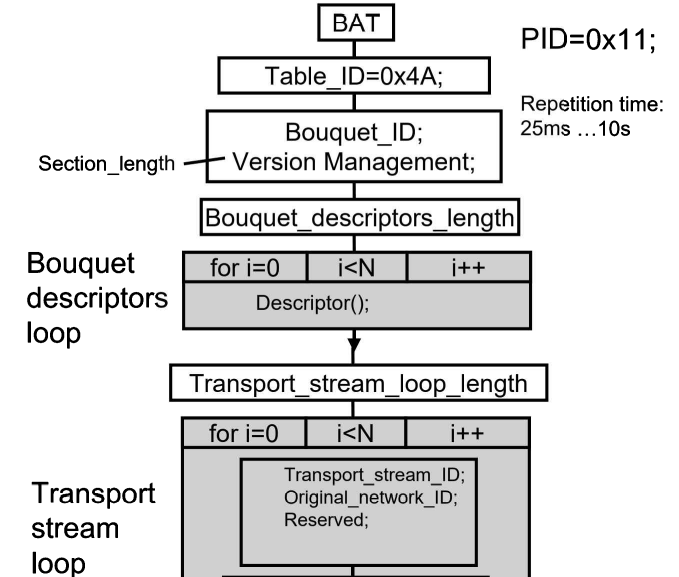 BAT
PID=0x11;
Table_ID=0x4A;
Repetition time:
25ms ...10s
Bouquet_ID;
Version Management;
Section_length
Bouquet_descriptors_length
Bouquet
descriptors
loop
for i=0 i<N i++
Descriptor();
Transport_stream_loop_length
for i=0 i<N i++
Transport_stream_ID;
Original_network_ID;
Reserved;
Transport
stream
loop